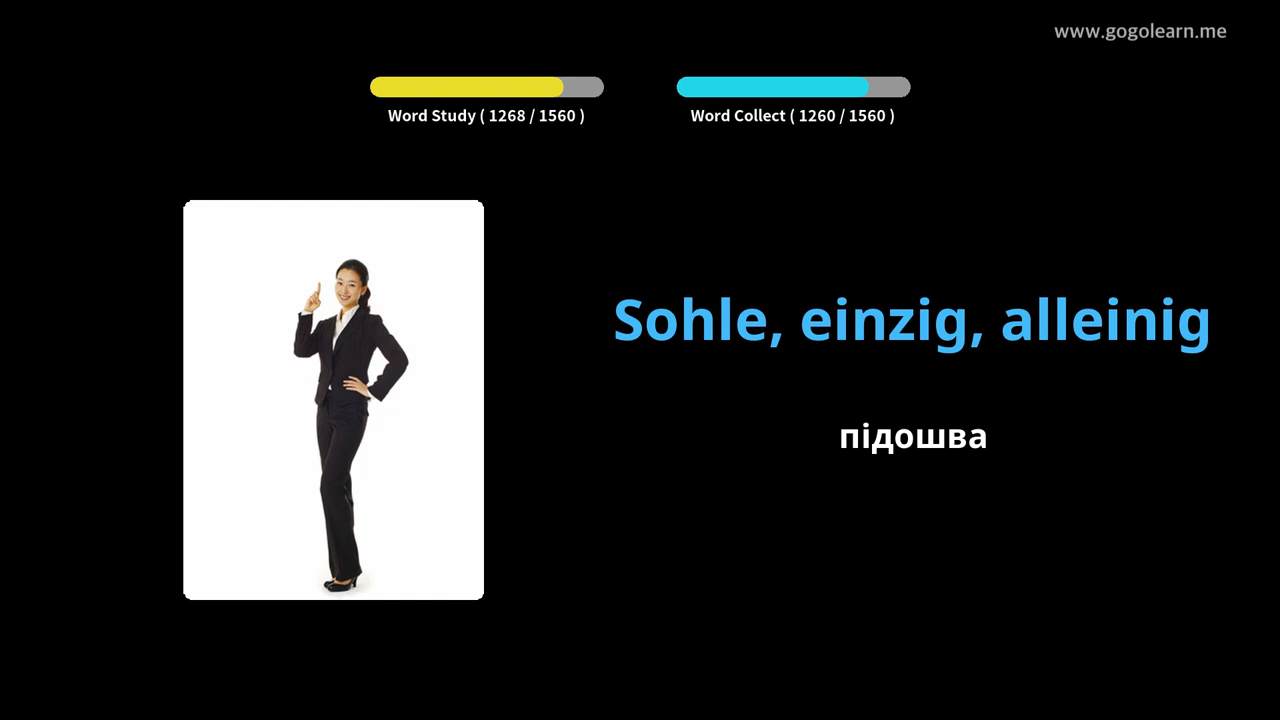 www.gogolearn.me
Word Study ( 1268 / 1560 )
Word Collect ( 1260 / 1560 )
Sohle, einzig, alleinig
підошва